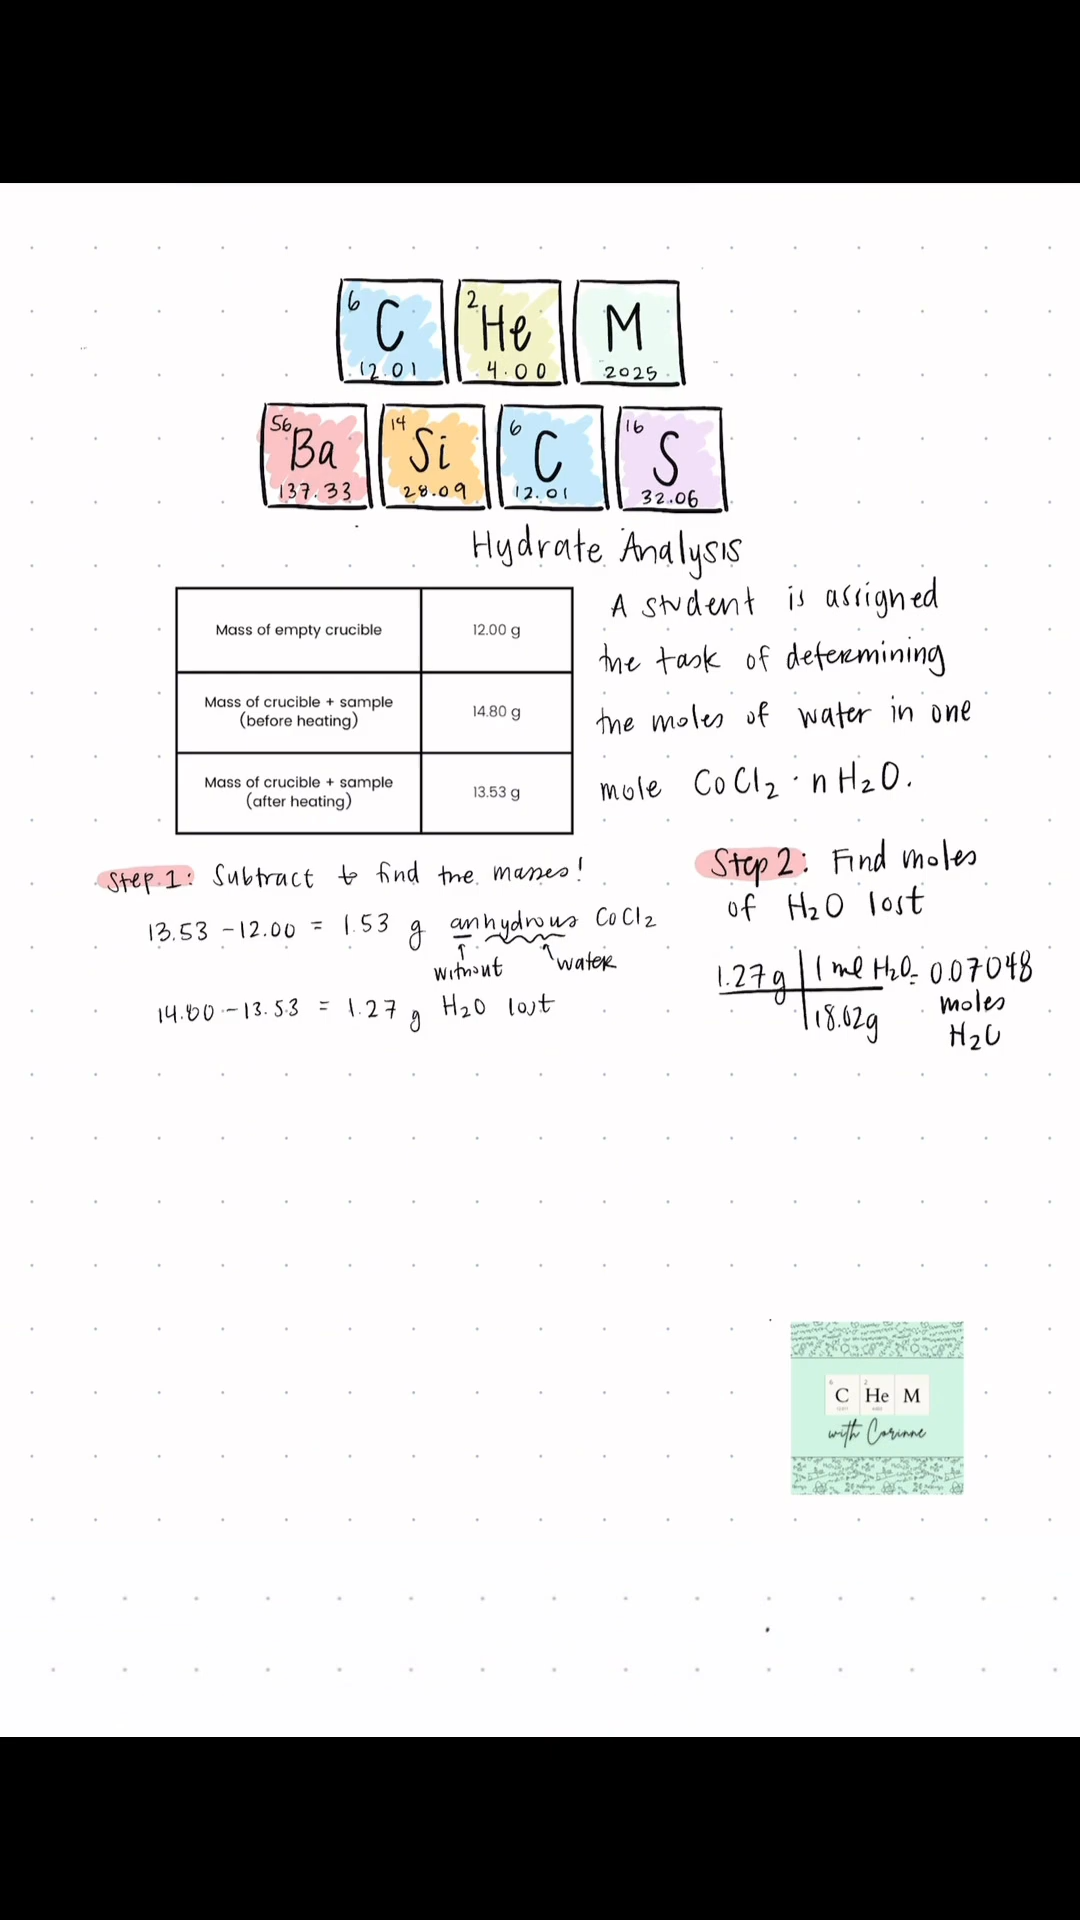 6 C 12.01
2 He 4.00
M 2025
56 Ba 137.33
14 Si 28.09
6 C 12.01
16 S 32.06
Hydrate Analysis
Mass of empty crucible 12.00 g
Mass of crucible + sample
(before heating) 14.80 g
Mass of crucible + sample
(after heating) 13.53 g
A student is assigned
the task of determining
the moles of water in one
mole CoCl₂ · n H₂O.
Step 1: Subtract to find the masses!
13.53 - 12.00 = 1.53 g anhydrous CoCl₂
without water
14.80 - 13.53 = 1.27 g H₂O lost
Step 2: Find moles
of H₂O lost
1.27g | 1 mol H₂O = 0.07048
18.02g moles
H₂O
6 C 2 He M
with Corinne